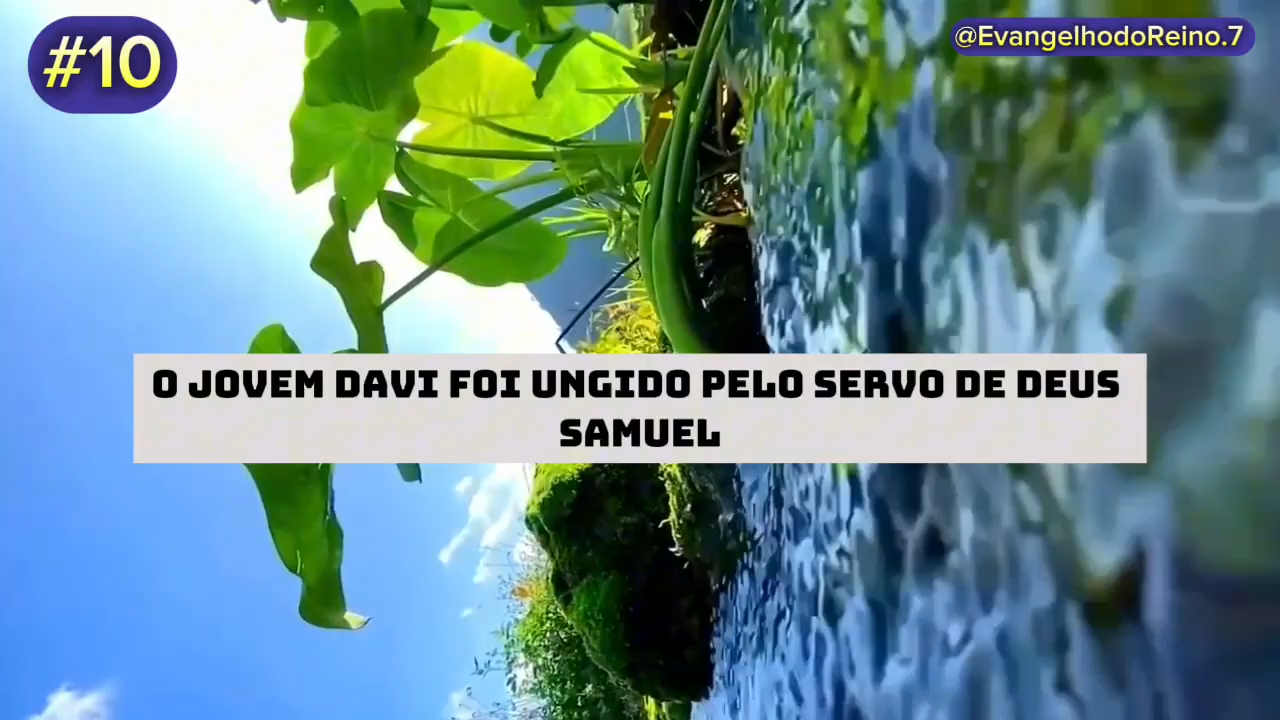 #10
@EvangelhodoReino.7
O JOVEM DAVI FOI UNGIDO PELO SERVO DE DEUS
SAMUEL